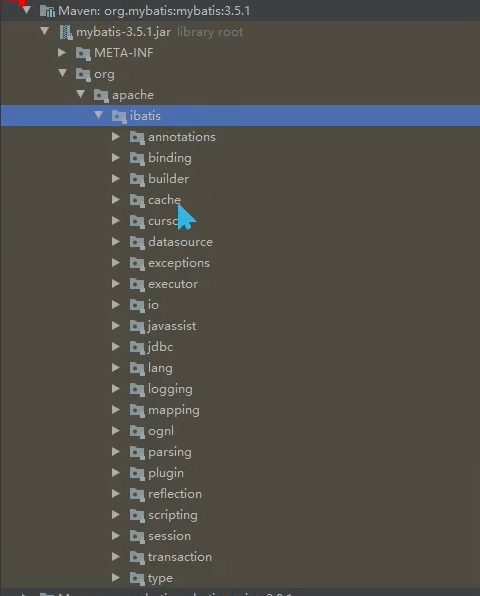 Maven: org.mybatis:mybatis:3.5.1
mybatis-3.5.1.jar library root
META-INF
org
apache
ibatis
annotations
binding
builder
cache
datasource
exceptions
executor
io
javassist
jdbc
lang
logging
mapping
ognl
parsing
plugin
reflection
scripting
session
transaction
type